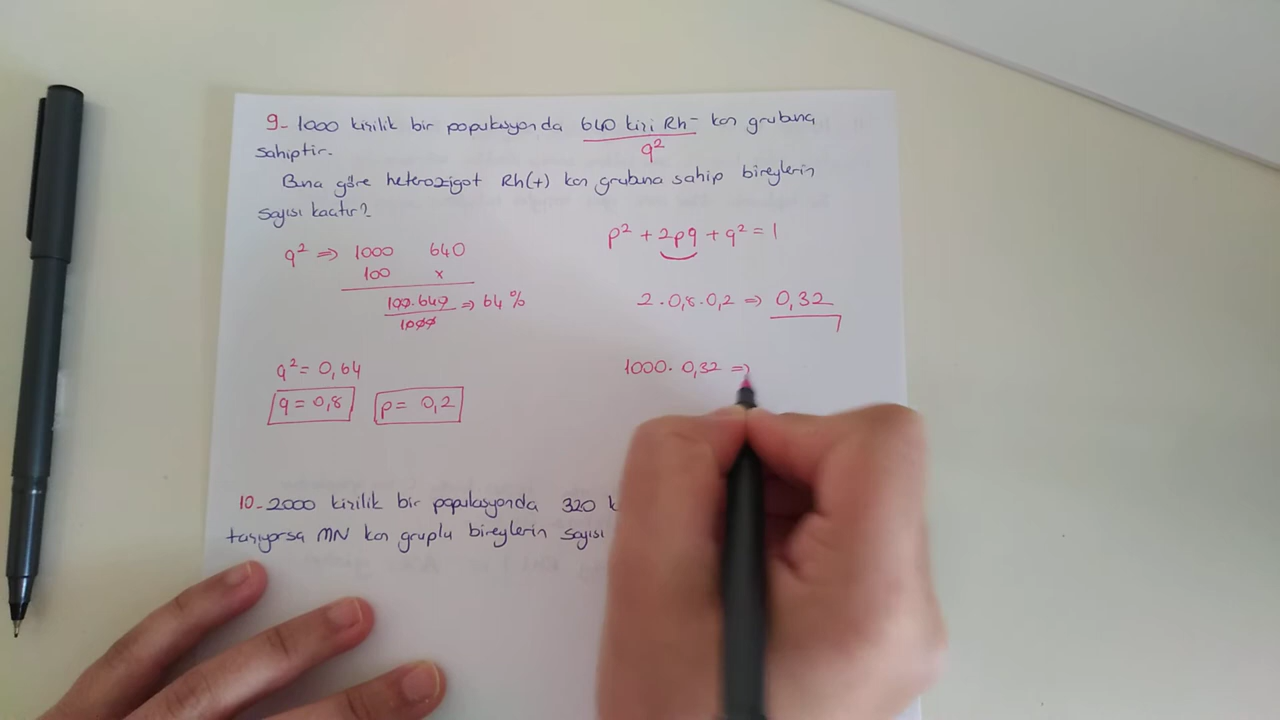 9- 1000 kişilik bir populasyonda 640 kişi Rh- kan grubuna
q²
sahiptir.
Buna göre heterozigot Rh(+) kan grubuna sahip bireylerin
sayısı kaçtır?
p² + 2pq + q² = 1
q² ⇒ 1000 640
100 x
100.640
1000
⇒ 64 %
2.0,8.0,2 ⇒ 0,32
q² = 0,64
q = 0,8 p = 0,2
1000. 0,32 ⇒
10- 2000 kişilik bir populasyonda 320
taşıyorsa MN kan gruplu bireylerin sayısı